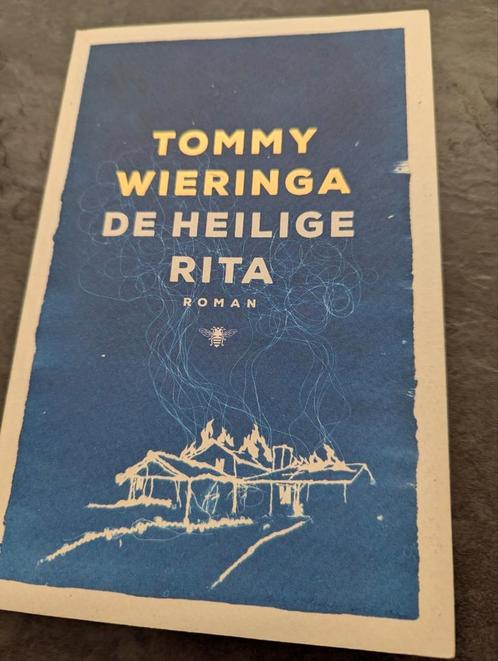 TOMMY
WIERINGA
DE HEILIGE
RITA
ROMAN